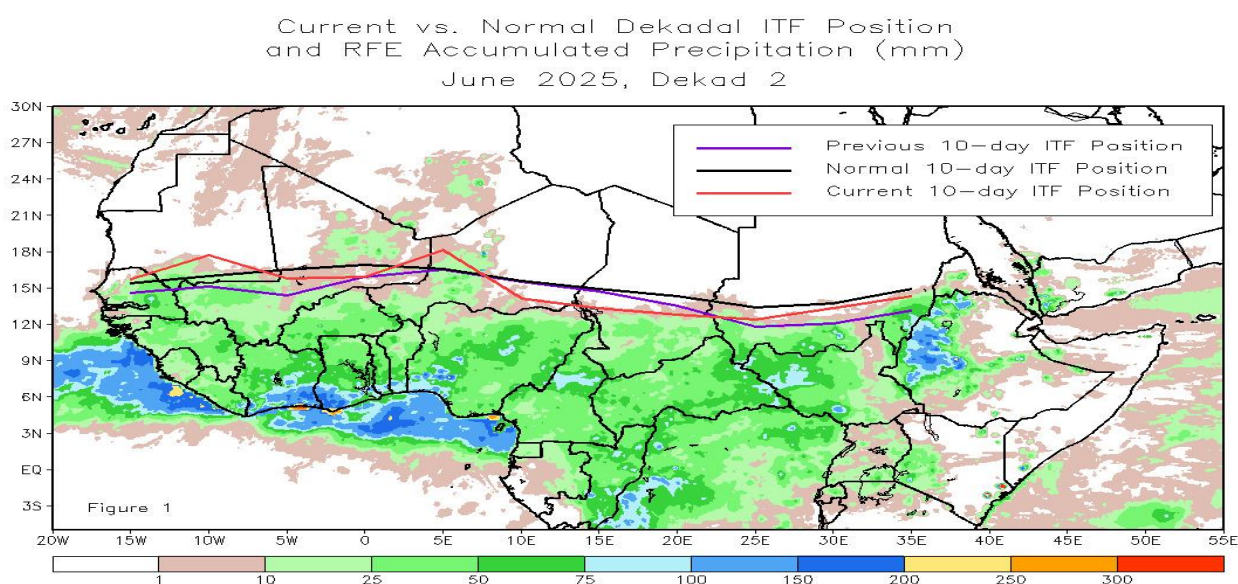 Current vs. Normal Dekadal ITF Position
and RFE Accumulated Precipitation (mm)
June 2025, Dekad 2
30N
27N
24N
21N
18N
15N
12N
9N
6N
3N
EQ
3S
Previous 10-day ITF Position
Normal 10-day ITF Position
Current 10-day ITF Position
Figure 1
20W 15W 10W 5W 0 5E 10E 15E 20E 25E 30E 35E 40E 45E 50E 55E
1 10 25 50 75 100 150 200 250 300